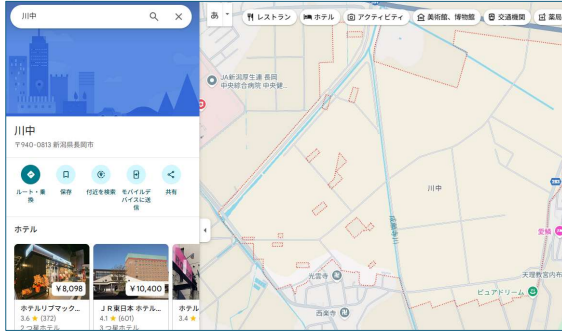 川中
あ
レストラン
ホテル
アクティビティ
美術館、博物館
交通機関
薬局
JA新潟厚生連 長岡
中央綜合病院 中央健...
川中
〒940-0813 新潟県長岡市
ルート・乗
換
保存
付近を検索
モバイルデ
バイスに送
信
共有
ホテル
¥8,098
ホテルリブマック...
3.6 ★ (372)
2 つ星ホテル
¥10,400
ＪＲ東日本 ホテル...
4.1 ★ (601)
3 つ星ホテル
ホテル
3.4 ★
川中
光雲寺
西楽寺
天理教宮内布
ピュアドリーム